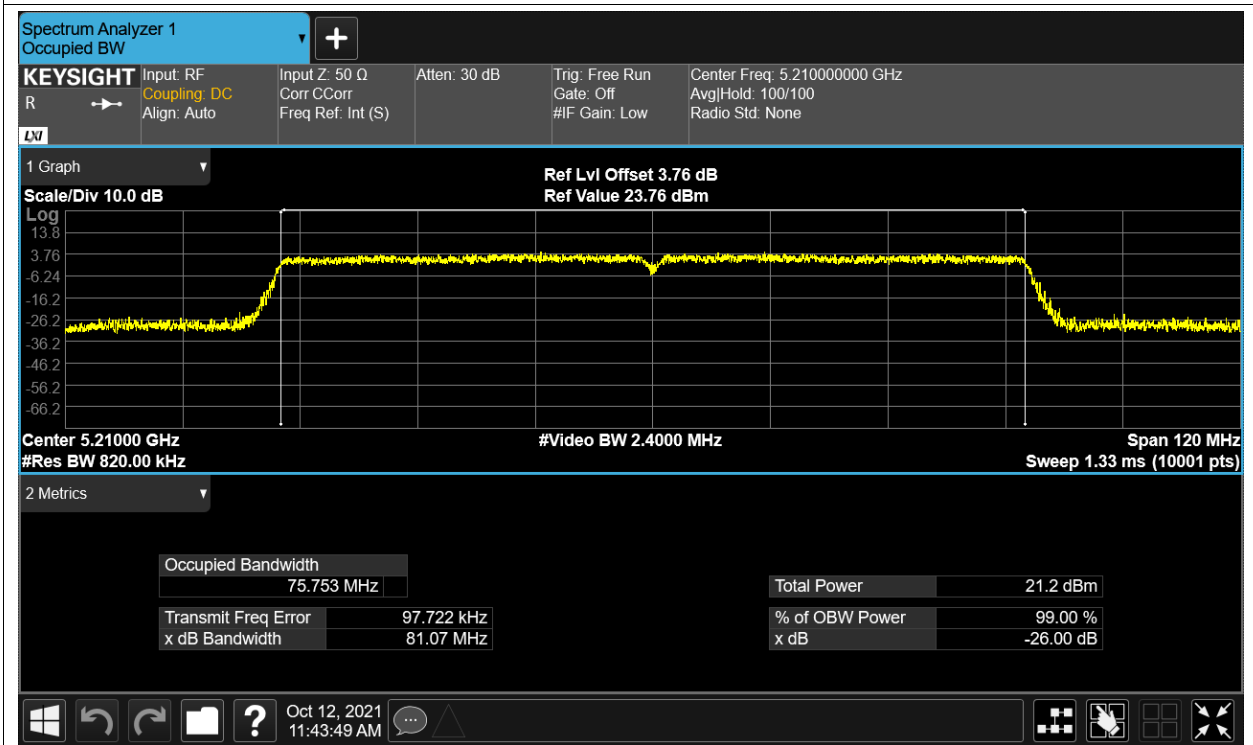 Spectrum Analyzer 1
Occupied BW
KEYSIGHT Input: RF Input Z: 50 Ω Atten: 30 dB Trig: Free Run Center Freq: 5.210000000 GHz
R Coupling: DC Corr CCorr Gate: Off Avg|Hold: 100/100
Align: Auto Freq Ref: Int (S) #IF Gain: Low Radio Std: None
LXI
1 Graph
Ref Lvl Offset 3.76 dB
Scale/Div 10.0 dB Ref Value 23.76 dBm
Log
13.8
3.76
-6.24
-16.2
-26.2
-36.2
-46.2
-56.2
-66.2
Center 5.21000 GHz #Video BW 2.4000 MHz Span 120 MHz
#Res BW 820.00 kHz Sweep 1.33 ms (10001 pts)
2 Metrics
Occupied Bandwidth
75.753 MHz Total Power 21.2 dBm
Transmit Freq Error 97.722 kHz % of OBW Power 99.00 %
x dB Bandwidth 81.07 MHz x dB -26.00 dB
? Oct 12, 2021
11:43:49 AM